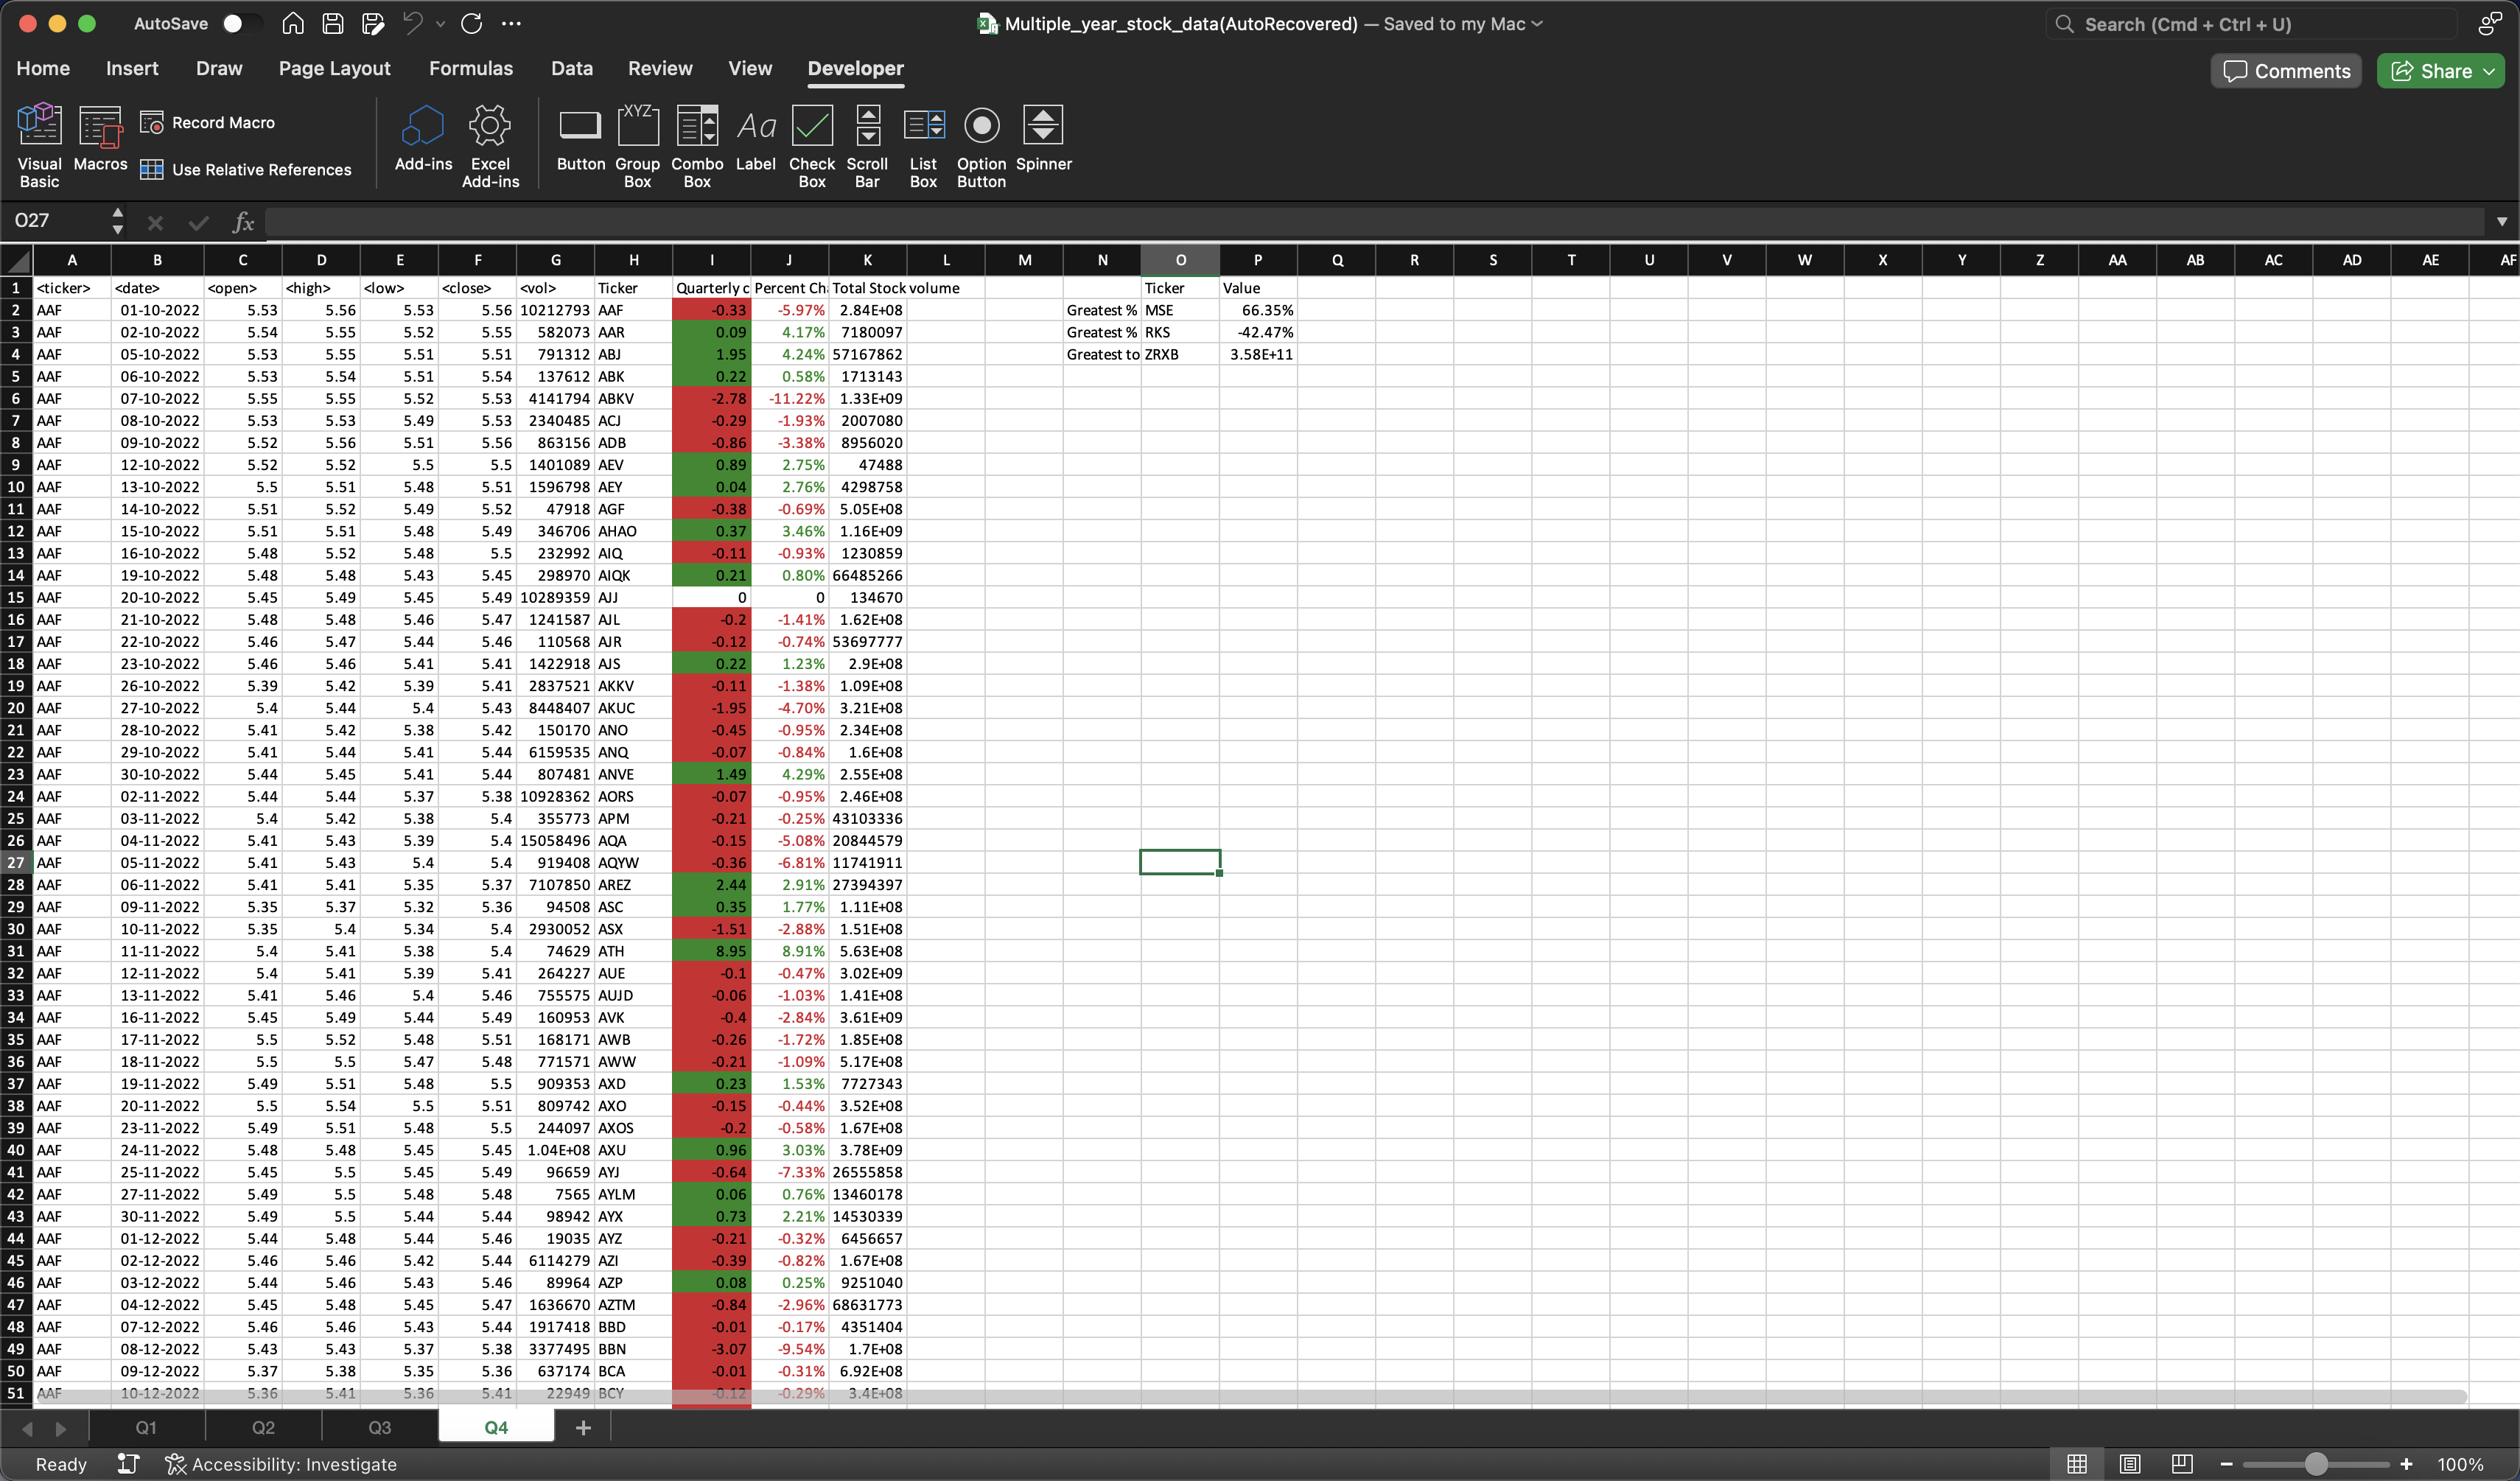 AutoSave
Multiple_year_stock_data(AutoRecovered) — Saved to my Mac
Search (Cmd + Ctrl + U)
Home Insert Draw Page Layout Formulas Data Review View Developer
Comments Share
Visual Basic
Macros
Record Macro
Use Relative References
Add-ins
Excel Add-ins
XYZ
Aa
Button
Group Box
Combo Box
Label
Check Box
Scroll Bar
List Box
Option Button
Spinner
O27 fx
A B C D E F G H I J K L M N O P Q R S T U V W X Y Z AA AB AC AD AE AF
1 <ticker> <date> <open> <high> <low> <close> <vol> Ticker Quarterly c Percent Ch Total Stock volume Ticker Value
2 AAF 01-10-2022 5.53 5.56 5.53 5.56 10212793 AAF -0.33 -5.97% 2.84E+08 Greatest % MSE 66.35%
3 AAF 02-10-2022 5.54 5.55 5.52 5.55 582073 AAR 0.09 4.17% 7180097 Greatest % RKS -42.47%
4 AAF 05-10-2022 5.53 5.55 5.51 5.51 791312 ABJ 1.95 4.24% 57167862 Greatest to ZRXB 3.58E+11
5 AAF 06-10-2022 5.53 5.54 5.51 5.54 137612 ABK 0.22 0.58% 1713143
6 AAF 07-10-2022 5.55 5.55 5.52 5.53 4141794 ABKV -2.78 -11.22% 1.33E+09
7 AAF 08-10-2022 5.53 5.53 5.49 5.53 2340485 ACJ -0.29 -1.93% 2007080
8 AAF 09-10-2022 5.52 5.56 5.51 5.56 863156 ADB -0.86 -3.38% 8956020
9 AAF 12-10-2022 5.52 5.52 5.5 5.5 1401089 AEV 0.89 2.75% 47488
10 AAF 13-10-2022 5.5 5.51 5.48 5.51 1596798 AEY 0.04 2.76% 4298758
11 AAF 14-10-2022 5.51 5.52 5.49 5.52 47918 AGF -0.38 -0.69% 5.05E+08
12 AAF 15-10-2022 5.51 5.51 5.48 5.49 346706 AHAO 0.37 3.46% 1.16E+09
13 AAF 16-10-2022 5.48 5.52 5.48 5.5 232992 AIQ -0.11 -0.93% 1230859
14 AAF 19-10-2022 5.48 5.48 5.43 5.45 298970 AIQK 0.21 0.80% 66485266
15 AAF 20-10-2022 5.45 5.49 5.45 5.49 10289359 AJJ 0 0 134670
16 AAF 21-10-2022 5.48 5.48 5.46 5.47 1241587 AJL -0.2 -1.41% 1.62E+08
17 AAF 22-10-2022 5.46 5.47 5.44 5.46 110568 AJR -0.12 -0.74% 53697777
18 AAF 23-10-2022 5.46 5.46 5.41 5.41 1422918 AJS 0.22 1.23% 2.9E+08
19 AAF 26-10-2022 5.39 5.42 5.39 5.41 2837521 AKKV -0.11 -1.38% 1.09E+08
20 AAF 27-10-2022 5.4 5.44 5.4 5.43 8448407 AKUC -1.95 -4.70% 3.21E+08
21 AAF 28-10-2022 5.41 5.42 5.38 5.42 150170 ANO -0.45 -0.95% 2.34E+08
22 AAF 29-10-2022 5.41 5.44 5.41 5.44 6159535 ANQ -0.07 -0.84% 1.6E+08
23 AAF 30-10-2022 5.44 5.45 5.41 5.44 807481 ANVE 1.49 4.29% 2.55E+08
24 AAF 02-11-2022 5.44 5.44 5.37 5.38 10928362 AORS -0.07 -0.95% 2.46E+08
25 AAF 03-11-2022 5.4 5.42 5.38 5.4 355773 APM -0.21 -0.25% 43103336
26 AAF 04-11-2022 5.41 5.43 5.39 5.4 15058496 AQA -0.15 -5.08% 20844579
27 AAF 05-11-2022 5.41 5.43 5.4 5.4 919408 AQYW -0.36 -6.81% 11741911
28 AAF 06-11-2022 5.41 5.41 5.35 5.37 7107850 AREZ 2.44 2.91% 27394397
29 AAF 09-11-2022 5.35 5.37 5.32 5.36 94508 ASC 0.35 1.77% 1.11E+08
30 AAF 10-11-2022 5.35 5.4 5.34 5.4 2930052 ASX -1.51 -2.88% 1.51E+08
31 AAF 11-11-2022 5.4 5.41 5.38 5.4 74629 ATH 8.95 8.91% 5.63E+08
32 AAF 12-11-2022 5.4 5.41 5.39 5.41 264227 AUE -0.1 -0.47% 3.02E+09
33 AAF 13-11-2022 5.41 5.46 5.4 5.46 755575 AUJD -0.06 -1.03% 1.41E+08
34 AAF 16-11-2022 5.45 5.49 5.44 5.49 160953 AVK -0.4 -2.84% 3.61E+09
35 AAF 17-11-2022 5.5 5.52 5.48 5.51 168171 AWB -0.26 -1.72% 1.85E+08
36 AAF 18-11-2022 5.5 5.5 5.47 5.48 771571 AWW -0.21 -1.09% 5.17E+08
37 AAF 19-11-2022 5.49 5.51 5.48 5.5 909353 AXD 0.23 1.53% 7727343
38 AAF 20-11-2022 5.5 5.54 5.5 5.51 809742 AXO -0.15 -0.44% 3.52E+08
39 AAF 23-11-2022 5.49 5.51 5.48 5.5 244097 AXOS -0.2 -0.58% 1.67E+08
40 AAF 24-11-2022 5.48 5.48 5.45 5.45 1.04E+08 AXU 0.96 3.03% 3.78E+09
41 AAF 25-11-2022 5.45 5.5 5.45 5.49 96659 AYJ -0.64 -7.33% 26555858
42 AAF 27-11-2022 5.49 5.5 5.48 5.48 7565 AYLM 0.06 0.76% 13460178
43 AAF 30-11-2022 5.49 5.5 5.44 5.44 98942 AYX 0.73 2.21% 14530339
44 AAF 01-12-2022 5.44 5.48 5.44 5.46 19035 AYZ -0.21 -0.32% 6456657
45 AAF 02-12-2022 5.46 5.46 5.42 5.44 6114279 AZI -0.39 -0.82% 1.67E+08
46 AAF 03-12-2022 5.44 5.46 5.43 5.46 89964 AZP 0.08 0.25% 9251040
47 AAF 04-12-2022 5.45 5.48 5.45 5.47 1636670 AZTM -0.84 -2.96% 68631773
48 AAF 07-12-2022 5.46 5.46 5.43 5.44 1917418 BBD -0.01 -0.17% 4351404
49 AAF 08-12-2022 5.43 5.43 5.37 5.38 3377495 BBN -3.07 -9.54% 1.7E+08
50 AAF 09-12-2022 5.37 5.38 5.35 5.36 637174 BCA -0.01 -0.31% 6.92E+08
51 AAF 10-12-2022 5.36 5.41 5.36 5.41 22949 BCY -0.12 -0.29% 3.4E+08
Q1 Q2 Q3 Q4
Ready Accessibility: Investigate 100%